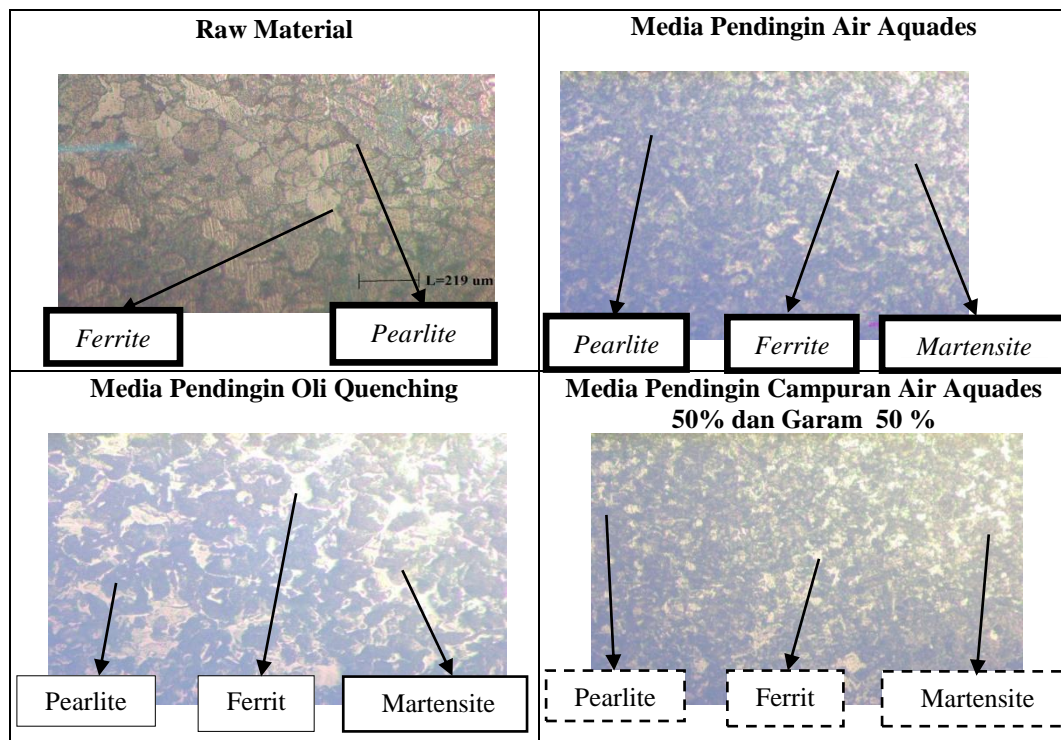 Raw Material
L=219 um
Ferrite
Pearlite
Media Pendingin Air Aquades
Pearlite
Ferrite
Martensite
Media Pendingin Oli Quenching
Pearlite
Ferrit
Martensite
Media Pendingin Campuran Air Aquades
50% dan Garam 50 %
Pearlite
Ferrit
Martensite